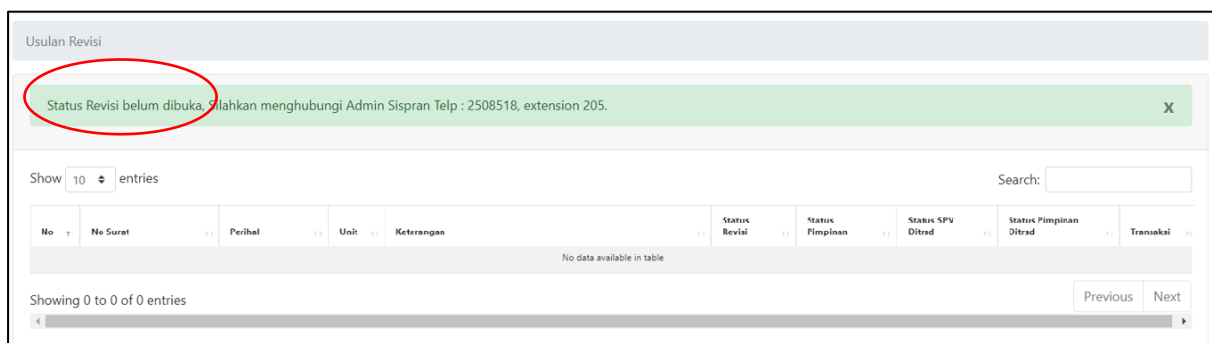 Usulan Revisi
Status Revisi belum dibuka, Silahkan menghubungi Admin Sispran Telp : 2508518, extension 205. X
Show 10 entries Search:
No No Surat Perihal Unit Keterangan Status Revisi Status Pimpinan Status SPV Ditrsd Status Pimpinan Ditrsd Transaksi
No data available in table
Showing 0 to 0 of 0 entries Previous Next